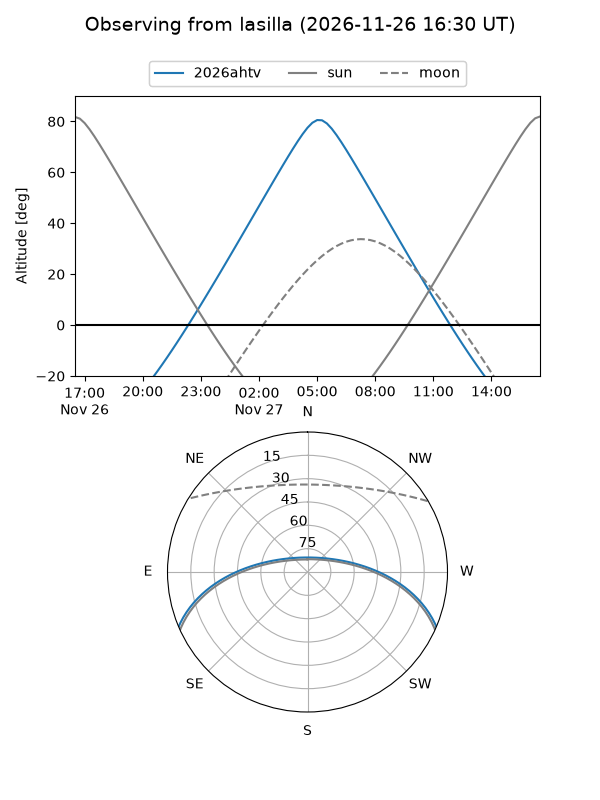 Observing from lasilla (2026-11-26 16:30 UT)
2026ahtv sun moon
Altitude [deg]
80
60
40
20
0
−20
17:00 20:00 23:00 02:00 05:00 08:00 11:00 14:00
Nov 26 Nov 27
N
NE NW
15
30
45
60
75
E W
SE SW
S